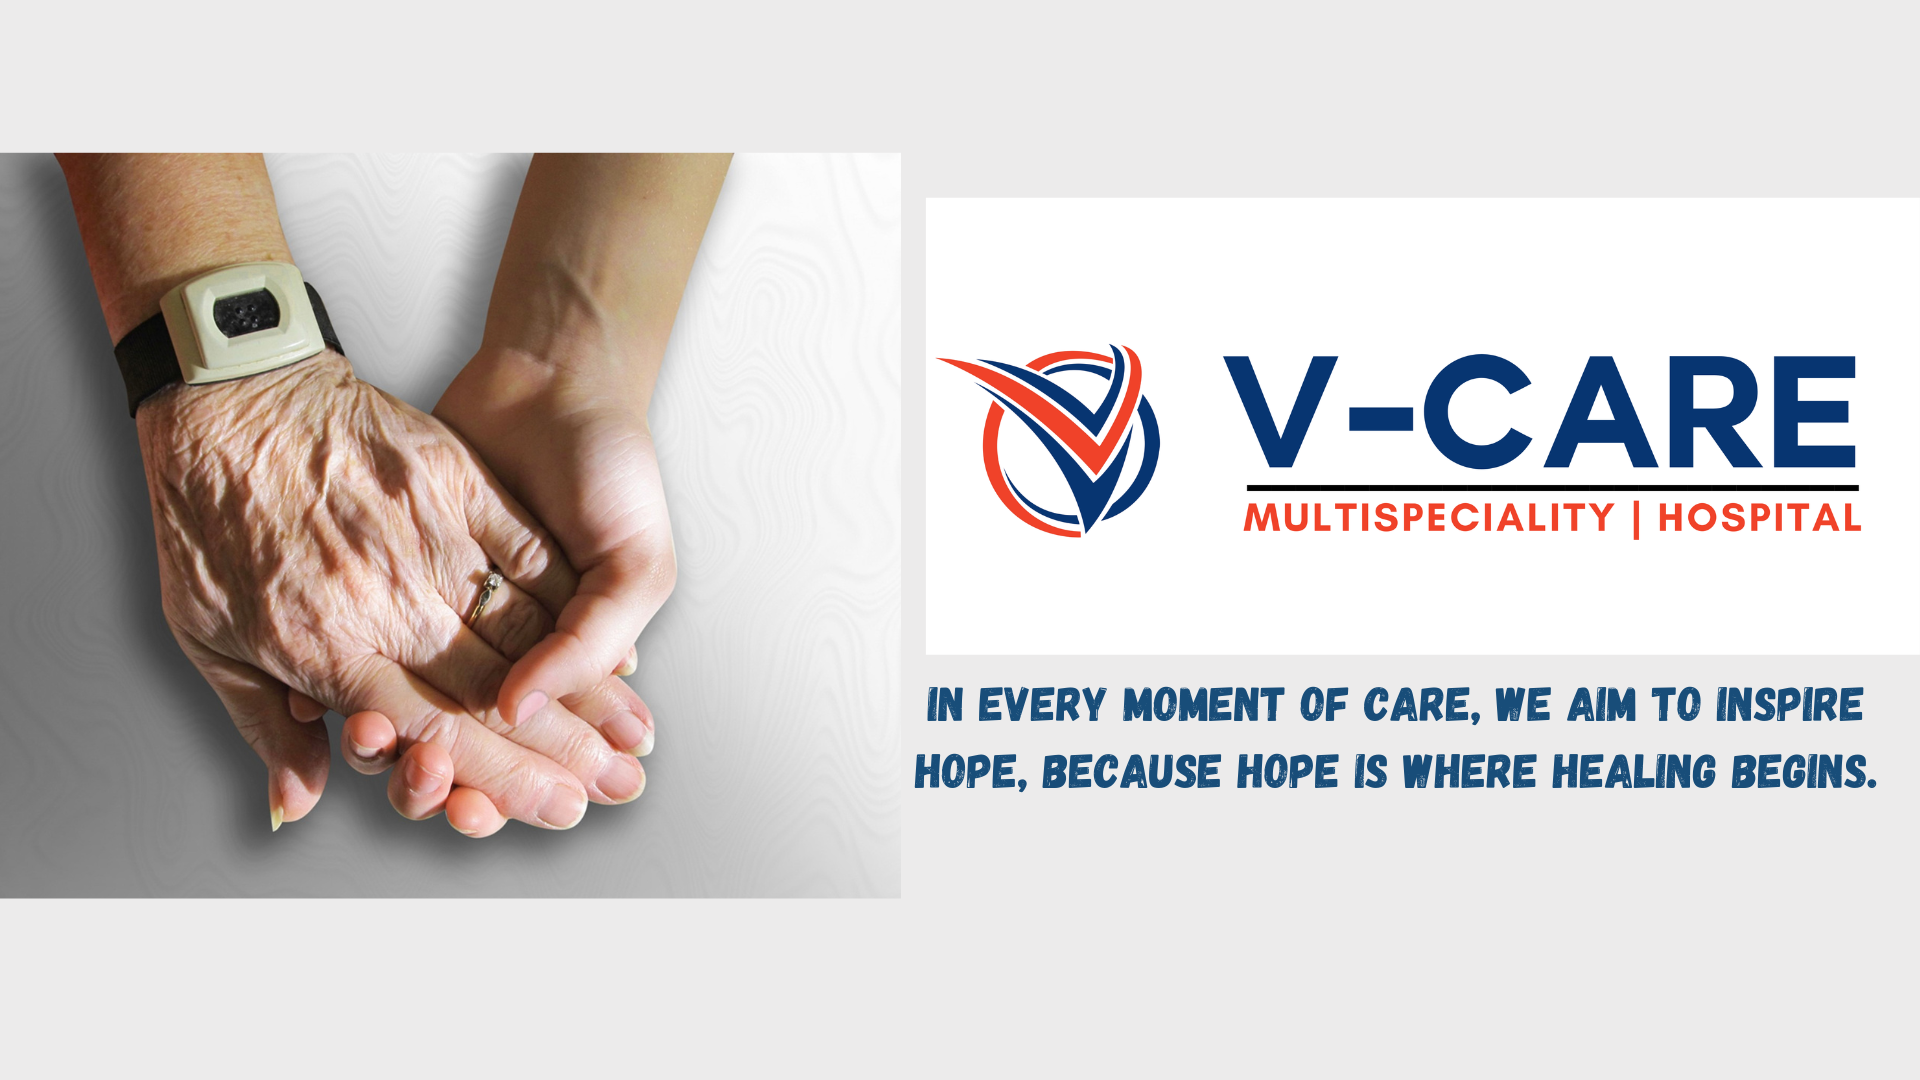 V-CARE
MULTISPECIALITY | HOSPITAL
IN EVERY MOMENT OF CARE, WE AIM TO INSPIRE
HOPE, BECAUSE HOPE IS WHERE HEALING BEGINS.